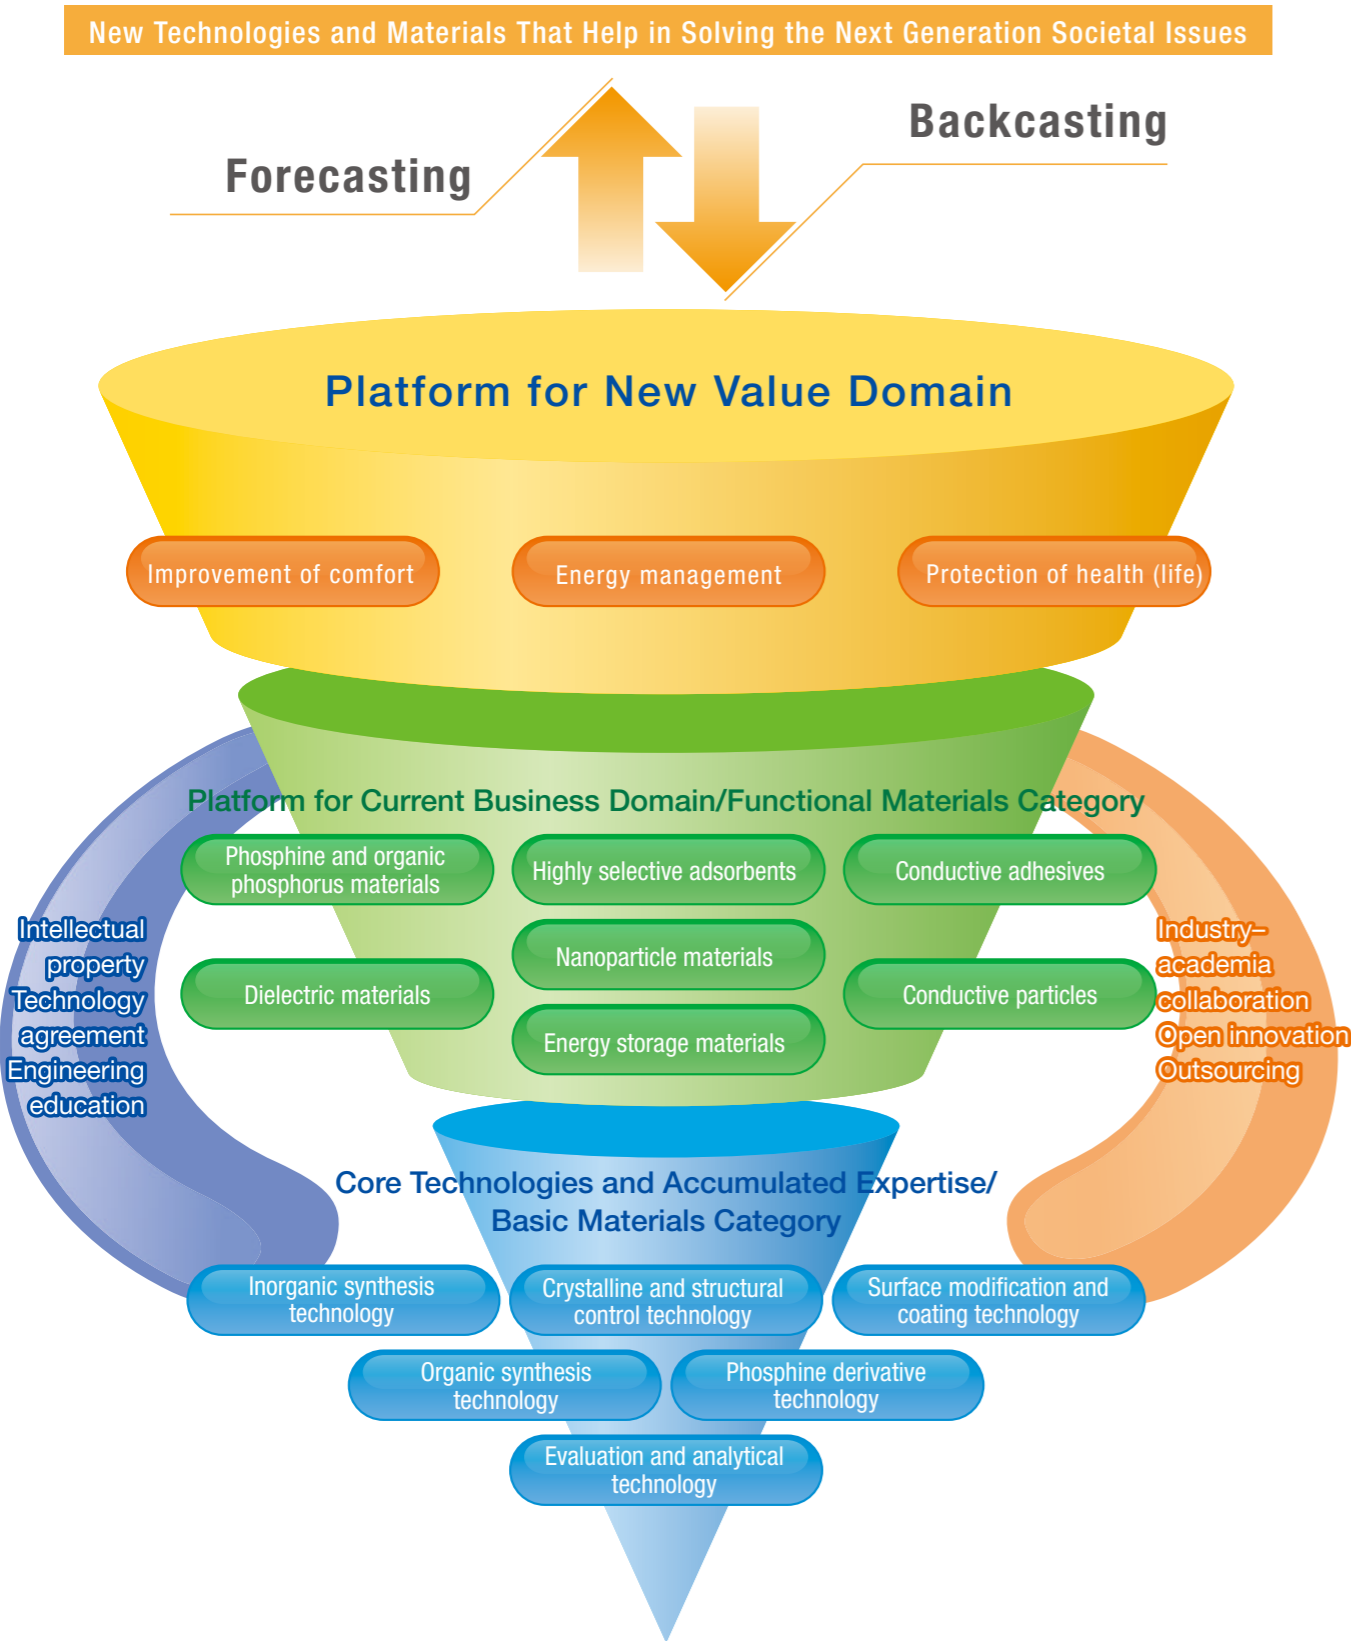 New Technologies and Materials That Help in Solving the Next Generation Societal Issues
Forecasting
Backcasting
Platform for New Value Domain
Improvement of comfort
Energy management
Protection of health (life)
Platform for Current Business Domain/Functional Materials Category
Phosphine and organic
phosphorus materials
Highly selective adsorbents
Conductive adhesives
Nanoparticle materials
Dielectric materials
Conductive particles
Energy storage materials
Intellectual
property
Technology
agreement
Engineering
education
Industry–
academia
collaboration
Open innovation
Outsourcing
Core Technologies and Accumulated Expertise/
Basic Materials Category
Inorganic synthesis
technology
Crystalline and structural
control technology
Surface modification and
coating technology
Organic synthesis
technology
Phosphine derivative
technology
Evaluation and analytical
technology